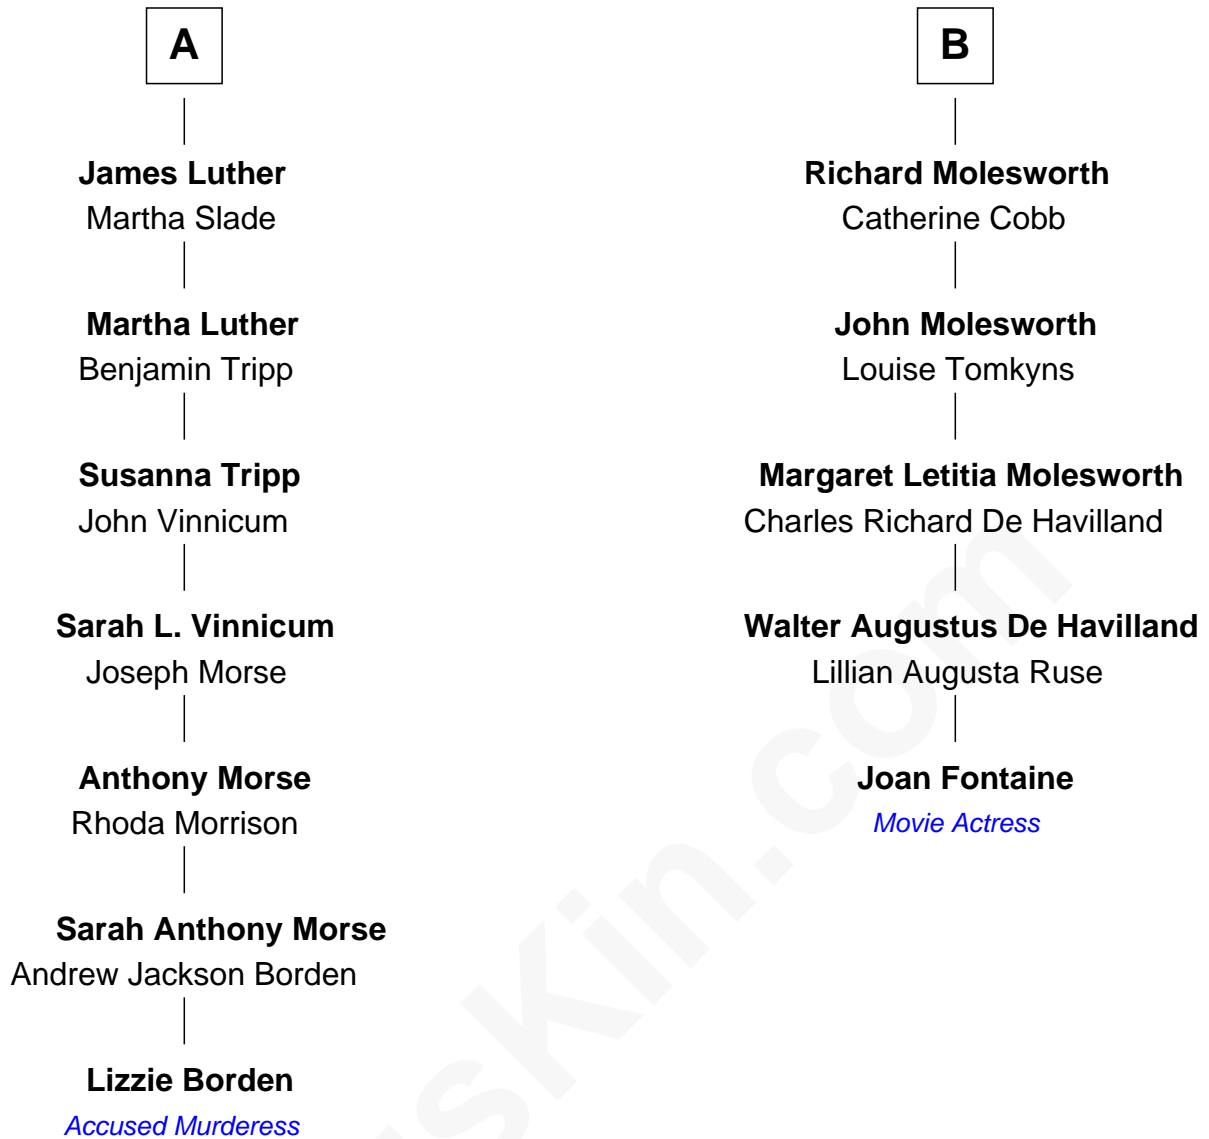 A
James Luther
Martha Slade
Martha Luther
Benjamin Tripp
Susanna Tripp
John Vinnicum
Sarah L. Vinnicum
Joseph Morse
Anthony Morse
Rhoda Morrison
Sarah Anthony Morse
Andrew Jackson Borden
Lizzie Borden
Accused Murderess
B
Richard Molesworth
Catherine Cobb
John Molesworth
Louise Tomkyns
Margaret Letitia Molesworth
Charles Richard De Havilland
Walter Augustus De Havilland
Lillian Augusta Ruse
Joan Fontaine
Movie Actress